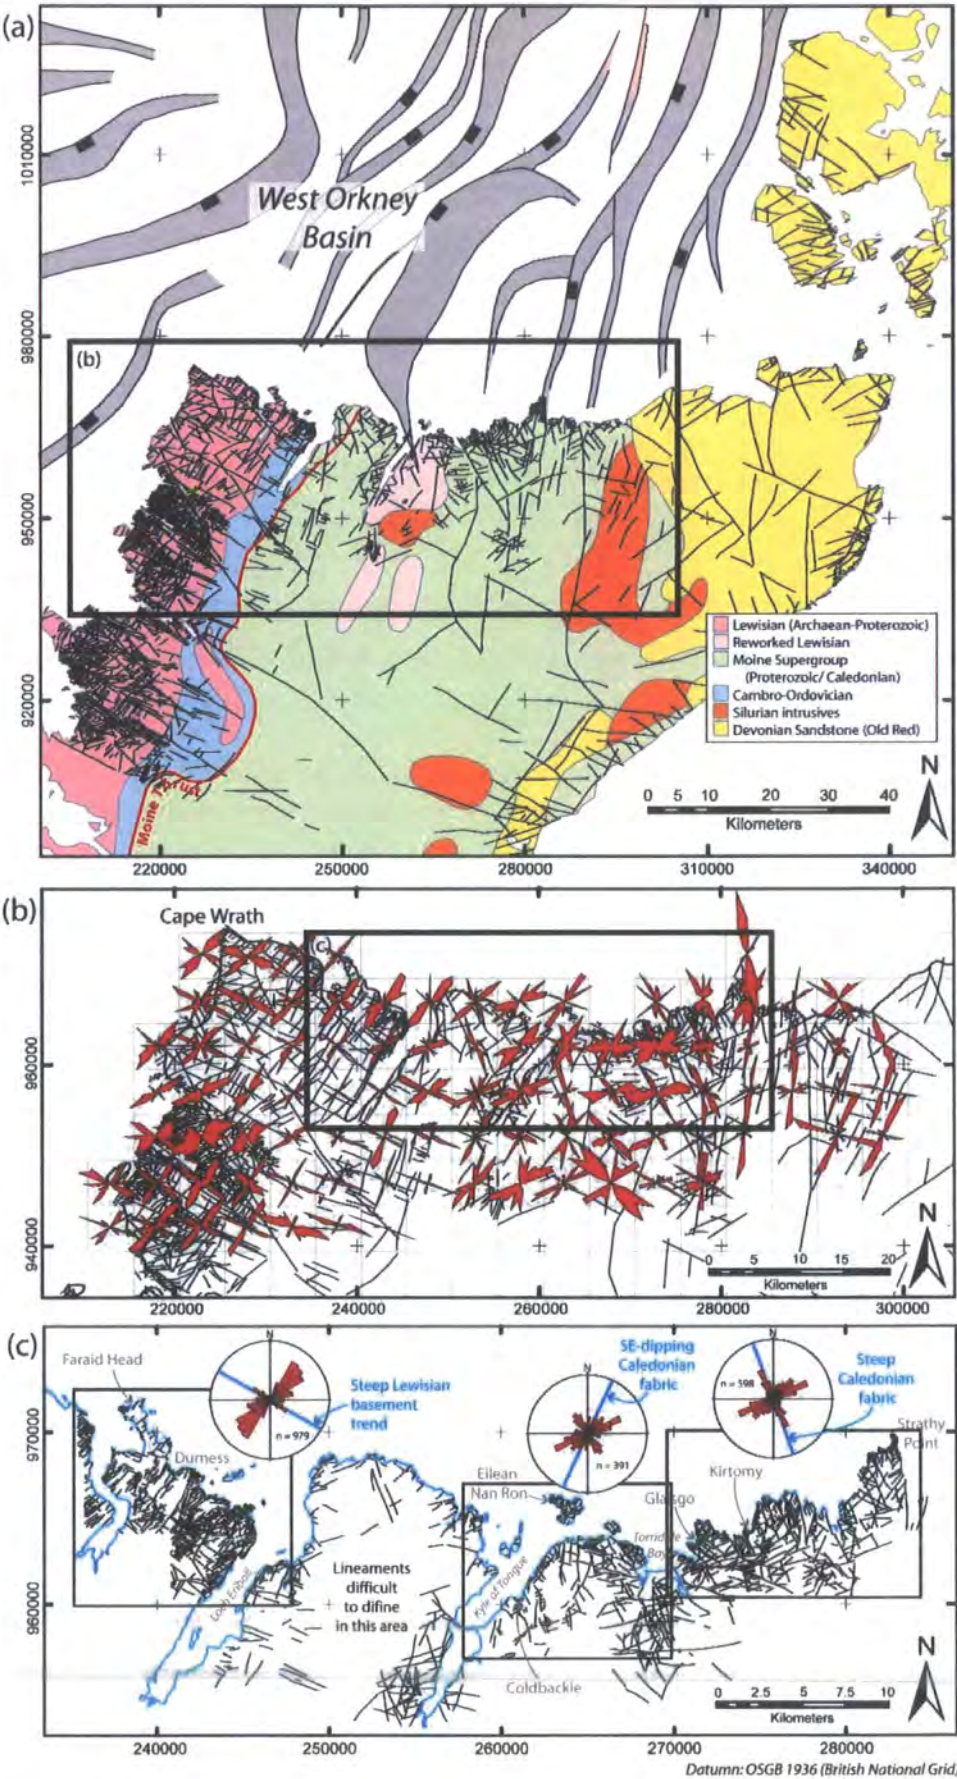 (a)
1010000
980000
950000
920000
West Orkney
Basin
(b)
Moine Thrust
Lewisian (Archaean-Proterozoic)
Reworked Lewisian
Moine Supergroup
(Proterozoic/ Caledonian)
Cambro-Ordovician
Silurian intrusives
Devonian Sandstone (Old Red)
N
0 5 10 20 30 40
Kilometers
220000 250000 280000 310000 340000
(b)
Cape Wrath
(c)
960000
940000
N
0 5 10 15 20
Kilometers
220000 240000 260000 280000 300000
(c)
Faraid Head
N
n = 979
Steep Lewisian
basement
trend
N
n = 391
SE-dipping
Caledonian
fabric
N
n = 598
Steep
Caledonian
fabric
Strathy
Point
970000
960000
Durness
Eilean
Nan Ron
Kirtomy
Torridale
Bay
Loch Eriboll
Kyle of Tongue
Lineaments
difficult
to difine
in this area
Coldbackie
N
0 2.5 5 7.5 10
Kilometers
240000 250000 260000 270000 280000
Datumn: OSGB 1936 (British National Grid)